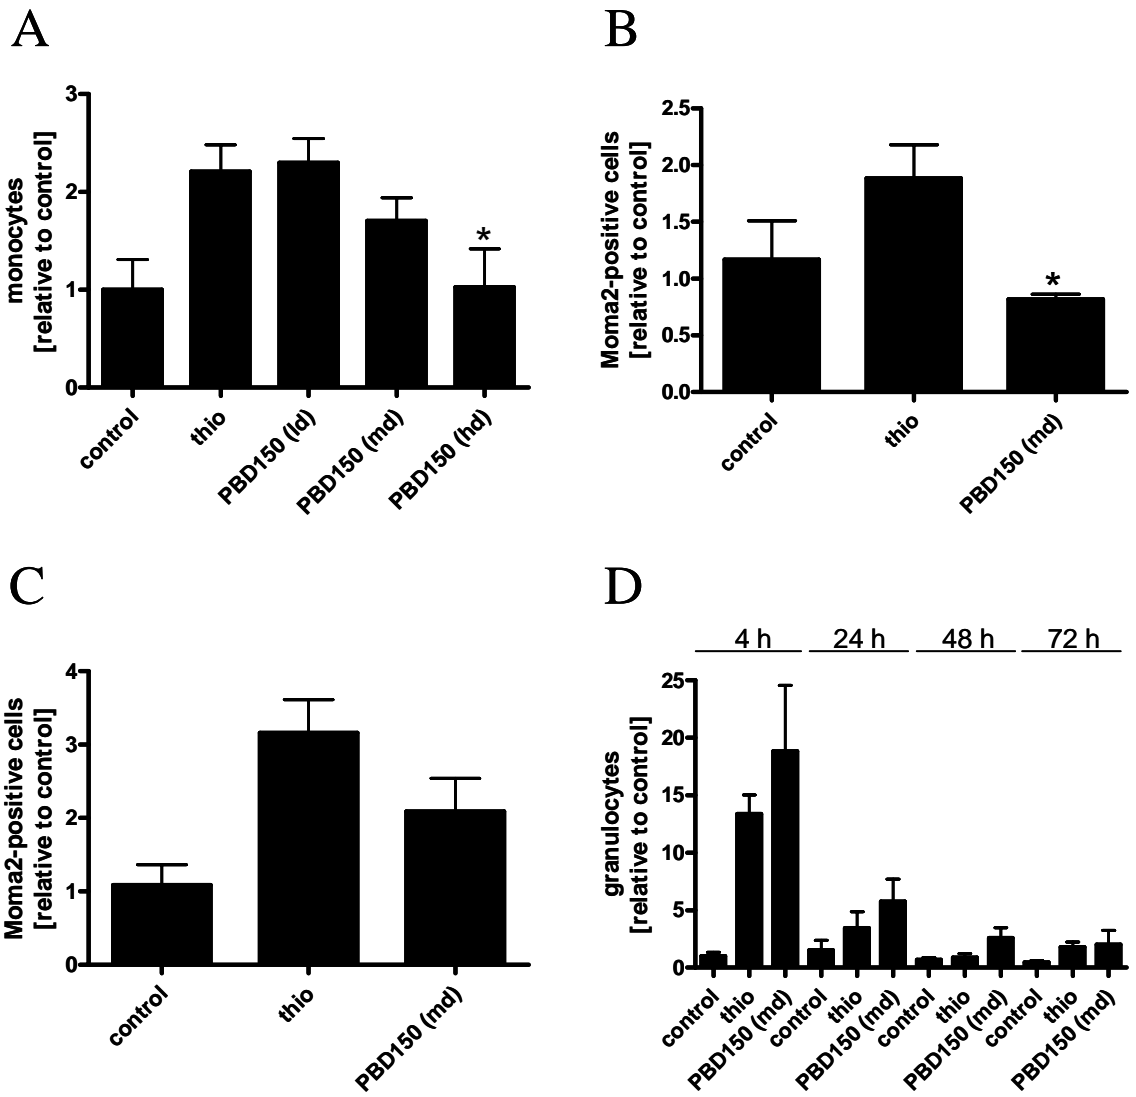 A
monocytes
[relative to control]
3
2
1
0
control
thio
PBD150 (ld)
PBD150 (md)
PBD150 (hd)
*
B
Moma2-positive cells
[relative to control]
2.5
2.0
1.5
1.0
0.5
0.0
control
thio
PBD150 (md)
*
C
Moma2-positive cells
[relative to control]
4
3
2
1
0
control
thio
PBD150 (md)
D
4 h
24 h
48 h
72 h
granulocytes
[relative to control]
25
20
15
10
5
0
control
thio
PBD150 (md)
control
thio
PBD150 (md)
control
thio
PBD150 (md)
control
thio
PBD150 (md)